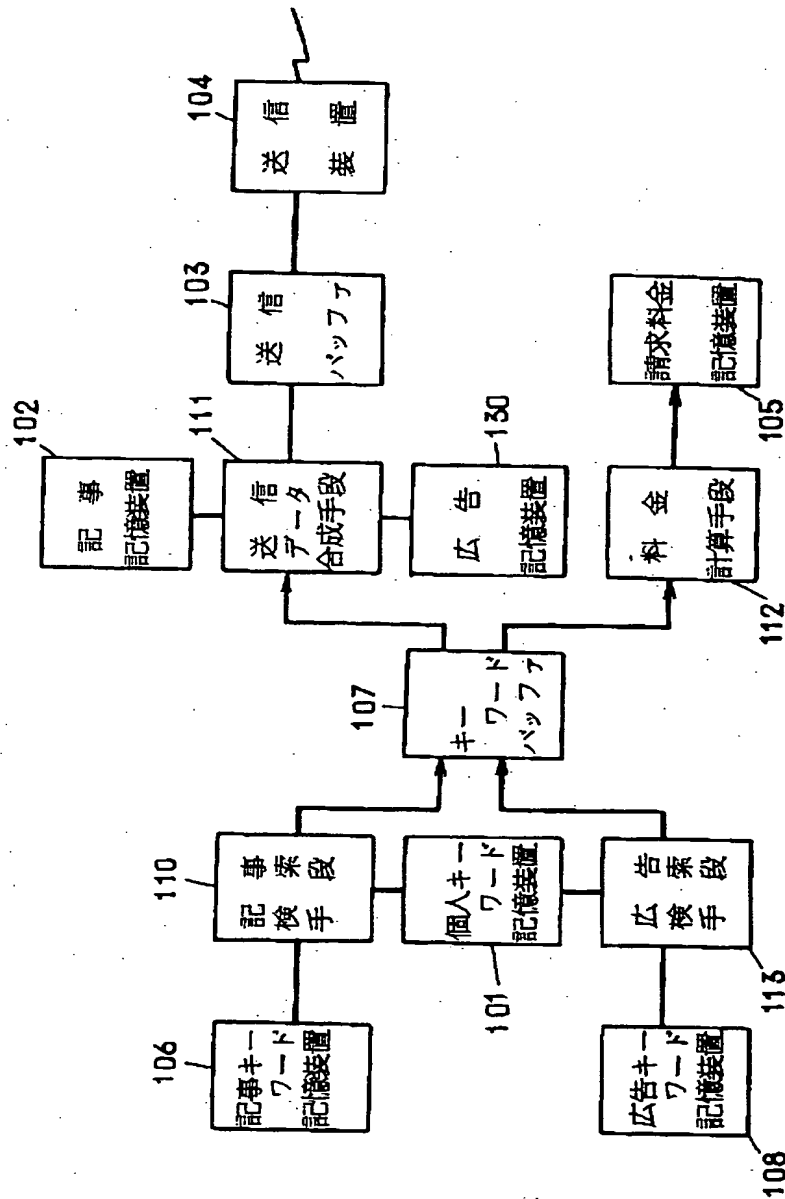 102
記事
記憶装置
106
記事キー
ワード
記憶装置
110
記事
検索
手段
111
送信
データ
合成手段
103
送信
バッファ
104
送信
装置
101
個人キー
ワード
記憶装置
107
キー
ワード
バッファ
130
広告
記憶装置
108
広告キー
ワード
記憶装置
113
広告
検索
手段
112
料金
計算手段
105
請求料金
記憶装置